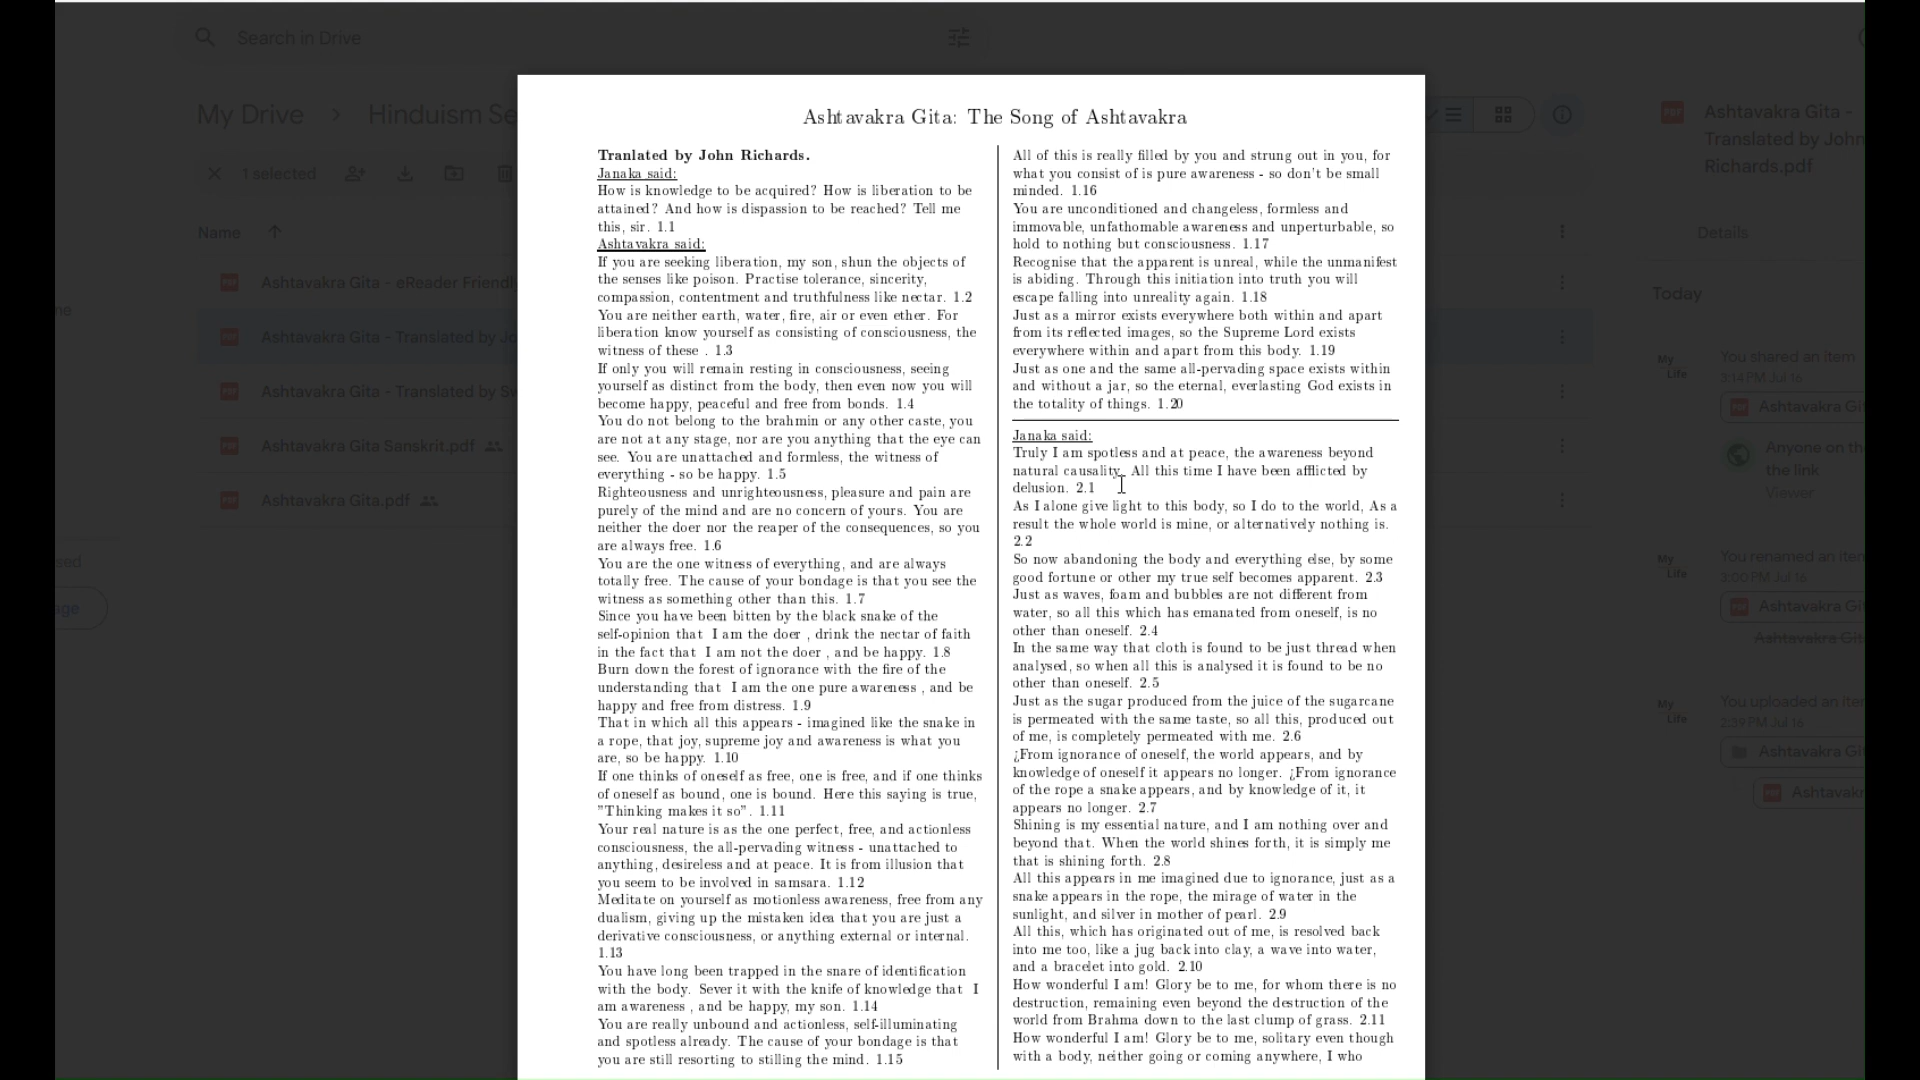 Search in Drive
My Drive > Hinduism Se
1 selected
Name
Ashtavakra Gita - eReader Friendl
Ashtavakra Gita - Translated by Jo
Ashtavakra Gita - Translated by Sw
Ashtavakra Gita Sanskrit.pdf
Ashtavakra Gita.pdf
me
sed
age
Ashtavakra Gita: The Song of Ashtavakra
Tranlated by John Richards.
Janaka said:
How is knowledge to be acquired? How is liberation to be
attained? And how is dispassion to be reached? Tell me
this, sir. 1.1
Ashtavakra said:
If you are seeking liberation, my son, shun the objects of
the senses like poison. Practise tolerance, sincerity,
compassion, contentment and truthfulness like nectar. 1.2
You are neither earth, water, fire, air or even ether. For
liberation know yourself as consisting of consciousness, the
witness of these . 1.3
If only you will remain resting in consciousness, seeing
yourself as distinct from the body, then even now you will
become happy, peaceful and free from bonds. 1.4
You do not belong to the brahmin or any other caste, you
are not at any stage, nor are you anything that the eye can
see. You are unattached and formless, the witness of
everything - so be happy. 1.5
Righteousness and unrighteousness, pleasure and pain are
purely of the mind and are no concern of yours. You are
neither the doer nor the reaper of the consequences, so you
are always free. 1.6
You are the one witness of everything, and are always
totally free. The cause of your bondage is that you see the
witness as something other than this. 1.7
Since you have been bitten by the black snake of the
self-opinion that I am the doer , drink the nectar of faith
in the fact that I am not the doer , and be happy. 1.8
Burn down the forest of ignorance with the fire of the
understanding that I am the one pure awareness , and be
happy and free from distress. 1.9
That in which all this appears - imagined like the snake in
a rope, that joy, supreme joy and awareness is what you
are, so be happy. 1.10
If one thinks of oneself as free, one is free, and if one thinks
of oneself as bound, one is bound. Here this saying is true,
"Thinking makes it so". 1.11
Your real nature is as the one perfect, free, and actionless
consciousness, the all-pervading witness - unattached to
anything, desireless and at peace. It is from illusion that
you seem to be involved in samsara. 1.12
Meditate on yourself as motionless awareness, free from any
dualism, giving up the mistaken idea that you are just a
derivative consciousness, or anything external or internal.
1.13
You have long been trapped in the snare of identification
with the body. Sever it with the knife of knowledge that I
am awareness , and be happy, my son. 1.14
You are really unbound and actionless, self-illuminating
and spotless already. The cause of your bondage is that
you are still resorting to stilling the mind. 1.15
All of this is really filled by you and strung out in you, for
what you consist of is pure awareness - so don't be small
minded. 1.16
You are unconditioned and changeless, formless and
immovable, unfathomable awareness and unperturbable, so
hold to nothing but consciousness. 1.17
Recognise that the apparent is unreal, while the unmanifest
is abiding. Through this initiation into truth you will
escape falling into unreality again. 1.18
Just as a mirror exists everywhere both within and apart
from its reflected images, so the Supreme Lord exists
everywhere within and apart from this body. 1.19
Just as one and the same all-pervading space exists within
and without a jar, so the eternal, everlasting God exists in
the totality of things. 1.20
Janaka said:
Truly I am spotless and at peace, the awareness beyond
natural causality. All this time I have been afflicted by
delusion. 2.1
As I alone give light to this body, so I do to the world, As a
result the whole world is mine, or alternatively nothing is.
2.2
So now abandoning the body and everything else, by some
good fortune or other my true self becomes apparent. 2.3
Just as waves, foam and bubbles are not different from
water, so all this which has emanated from oneself, is no
other than oneself. 2.4
In the same way that cloth is found to be just thread when
analysed, so when all this is analysed it is found to be no
other than oneself. 2.5
Just as the sugar produced from the juice of the sugarcane
is permeated with the same taste, so all this, produced out
of me, is completely permeated with me. 2.6
¿From ignorance of oneself, the world appears, and by
knowledge of oneself it appears no longer. ¿From ignorance
of the rope a snake appears, and by knowledge of it, it
appears no longer. 2.7
Shining is my essential nature, and I am nothing over and
beyond that. When the world shines forth, it is simply me
that is shining forth. 2.8
All this appears in me imagined due to ignorance, just as a
snake appears in the rope, the mirage of water in the
sunlight, and silver in mother of pearl. 2.9
All this, which has originated out of me, is resolved back
into me too, like a jug back into clay, a wave into water,
and a bracelet into gold. 2.10
How wonderful I am! Glory be to me, for whom there is no
destruction, remaining even beyond the destruction of the
world from Brahma down to the last clump of grass. 2.11
How wonderful I am! Glory be to me, solitary even though
with a body, neither going or coming anywhere, I who
Ashtavakra Gita -
Translated by John
Richards.pdf
Details
Today
My Life
You shared an item
3:14 PM Jul 16
Ashtavakra Git
Anyone on th
the link
Viewer
My Life
You renamed an item
3:00 PM Jul 16
Ashtavakra Git
Ashtavakra Git
My Life
You uploaded an item
2:39 PM Jul 16
Ashtavakra Git
Ashtavakr